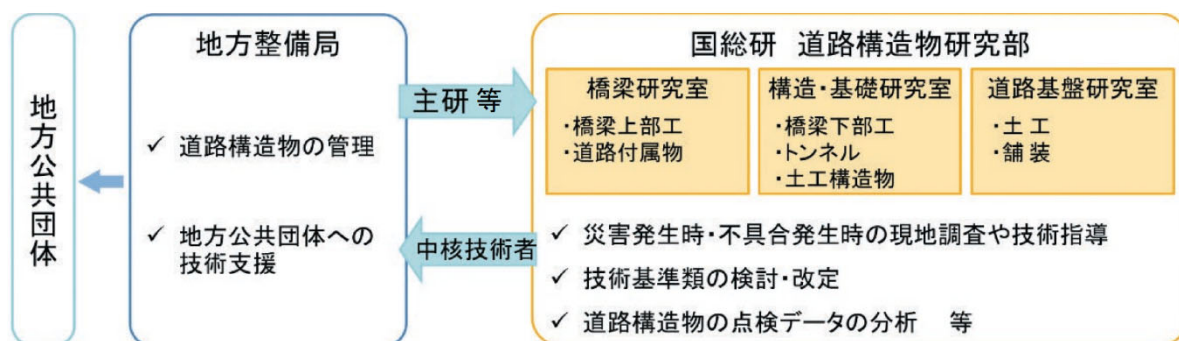 地方公共団体
地方整備局
✓ 道路構造物の管理
✓ 地方公共団体への
技術支援
主研 等
中核技術者
国総研 道路構造物研究部
橋梁研究室
・橋梁上部工
・道路付属物
構造・基礎研究室
・橋梁下部工
・トンネル
・土工構造物
道路基盤研究室
・土 工
・舗 装
✓ 災害発生時・不具合発生時の現地調査や技術指導
✓ 技術基準類の検討・改定
✓ 道路構造物の点検データの分析 等